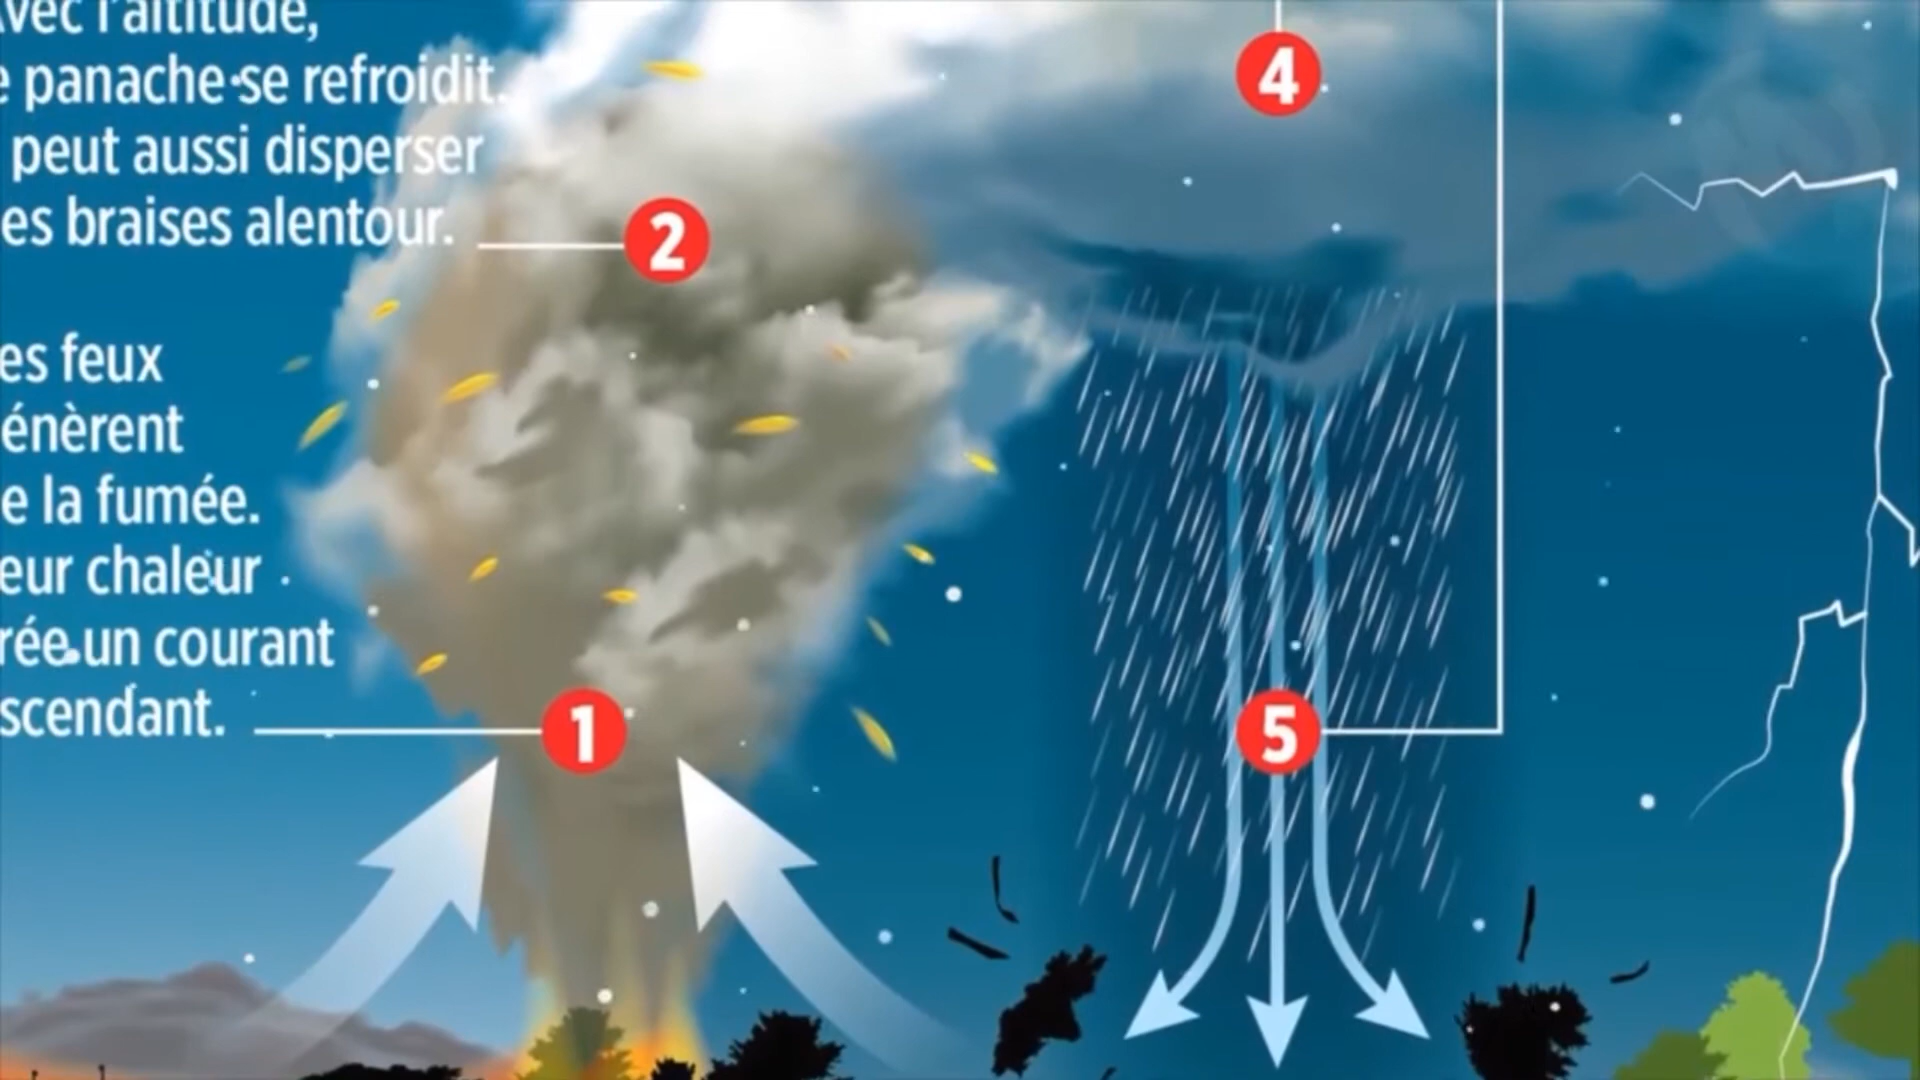 Avec l'altitude,
e panache se refroidit.
peut aussi disperser
es braises alentour.
2
es feux
énèrent
e la fumée.
eur chaleur
rée un courant
scendant.
1
4
5